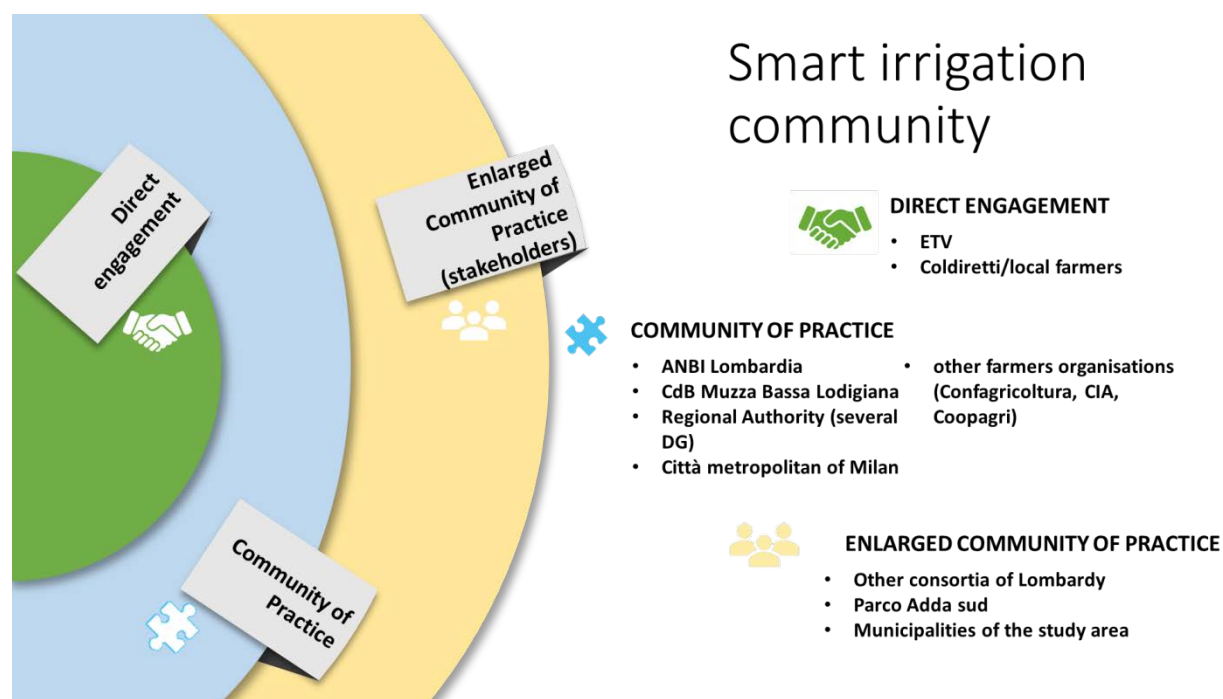 Smart irrigation
community
Direct
engagement
Enlarged
Community of
Practice
(stakeholders)
Community of
Practice
DIRECT ENGAGEMENT
• ETV
• Coldiretti/local farmers
COMMUNITY OF PRACTICE
• ANBI Lombardia
• CdB Muzza Bassa Lodigiana
• Regional Authority (several
DG)
• Città metropolitan of Milan
• other farmers organisations
(Confagricoltura, CIA,
Coopagri)
ENLARGED COMMUNITY OF PRACTICE
• Other consortia of Lombardy
• Parco Adda sud
• Municipalities of the study area